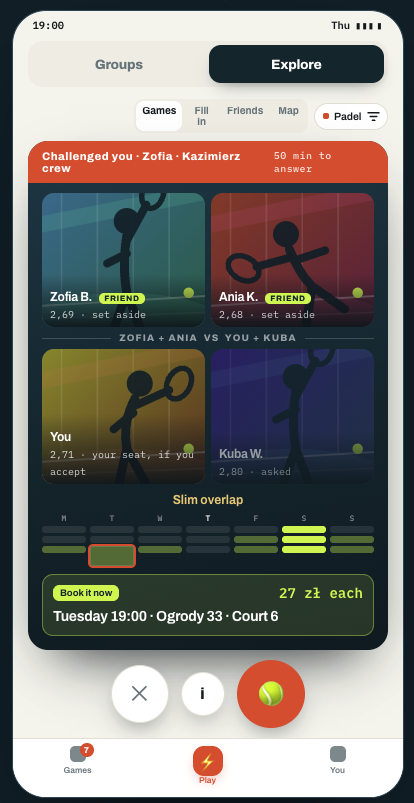 19:00
Thu
Groups
Explore
Games
Fill
in
Friends
Map
Padel
Challenged you · Zofia · Kazimierz
crew
50 min to
answer
Zofia B. FRIEND
2,69 · set aside
Ania K. FRIEND
2,68 · set aside
ZOFIA + ANIA VS YOU + KUBA
You
2,71 · your seat, if you
accept
Kuba W.
2,80 · asked
Slim overlap
M T W T F S S
Book it now
27 zł each
Tuesday 19:00 · Ogrody 33 · Court 6
i
7
Games
Play
You